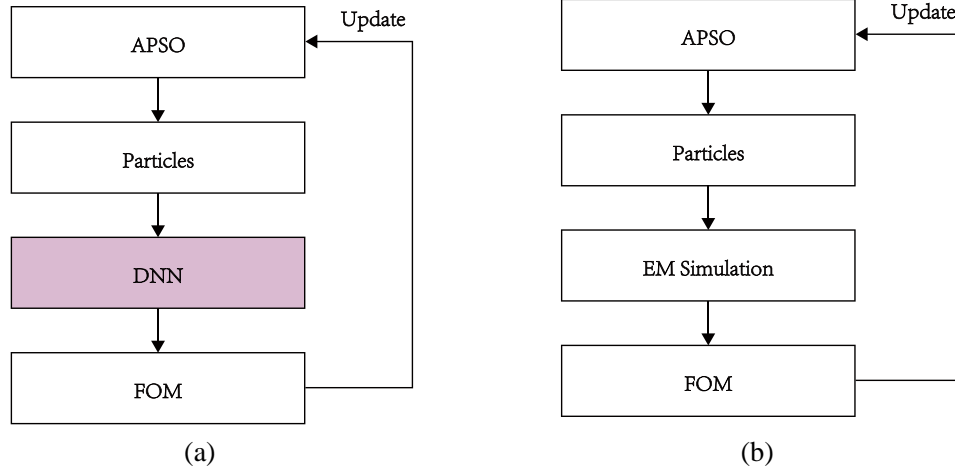 Update
APSO
Particles
DNN
FOM
(a)
Update
APSO
Particles
EM Simulation
FOM
(b)